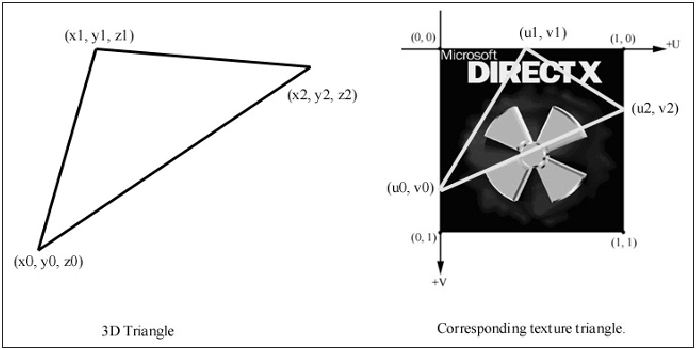 (x1, y1, z1)
(x2, y2, z2)
(x0, y0, z0)
3D Triangle
(0, 0)
(u1, v1)
(1, 0)
+U
Microsoft
DIRECTX
(u2, v2)
(u0, v0)
(0, 1)
(1, 1)
+V
Corresponding texture triangle.